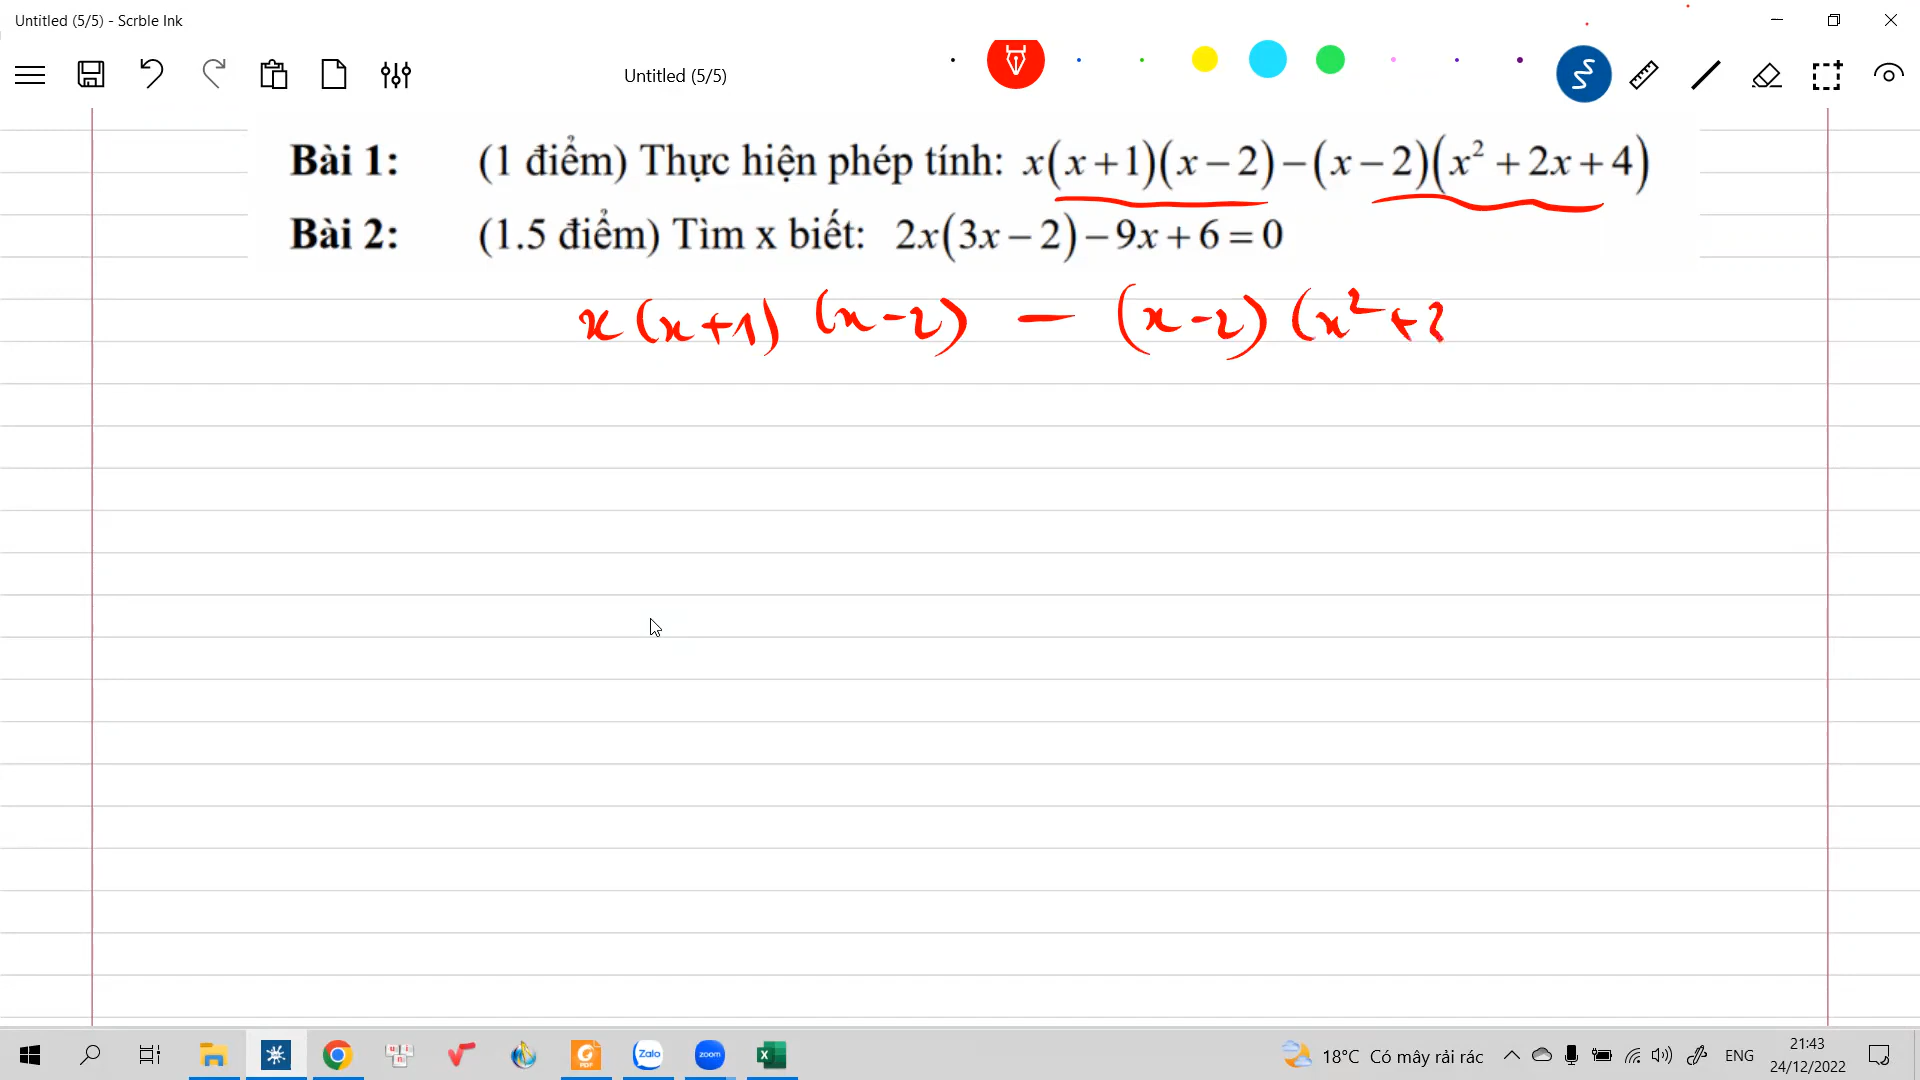 Untitled (5/5) - Scrble Ink
Untitled (5/5)
Bài 1: (1 điểm) Thực hiện phép tính: x(x+1)(x−2)−(x−2)(x²+2x+4)
Bài 2: (1.5 điểm) Tìm x biết: 2x(3x−2)−9x+6=0
x(x+1)(x-2) - (x-2)(x²+2
Zalo
zoom
18°C Có mây rải rác
ENG
21:43
24/12/2022